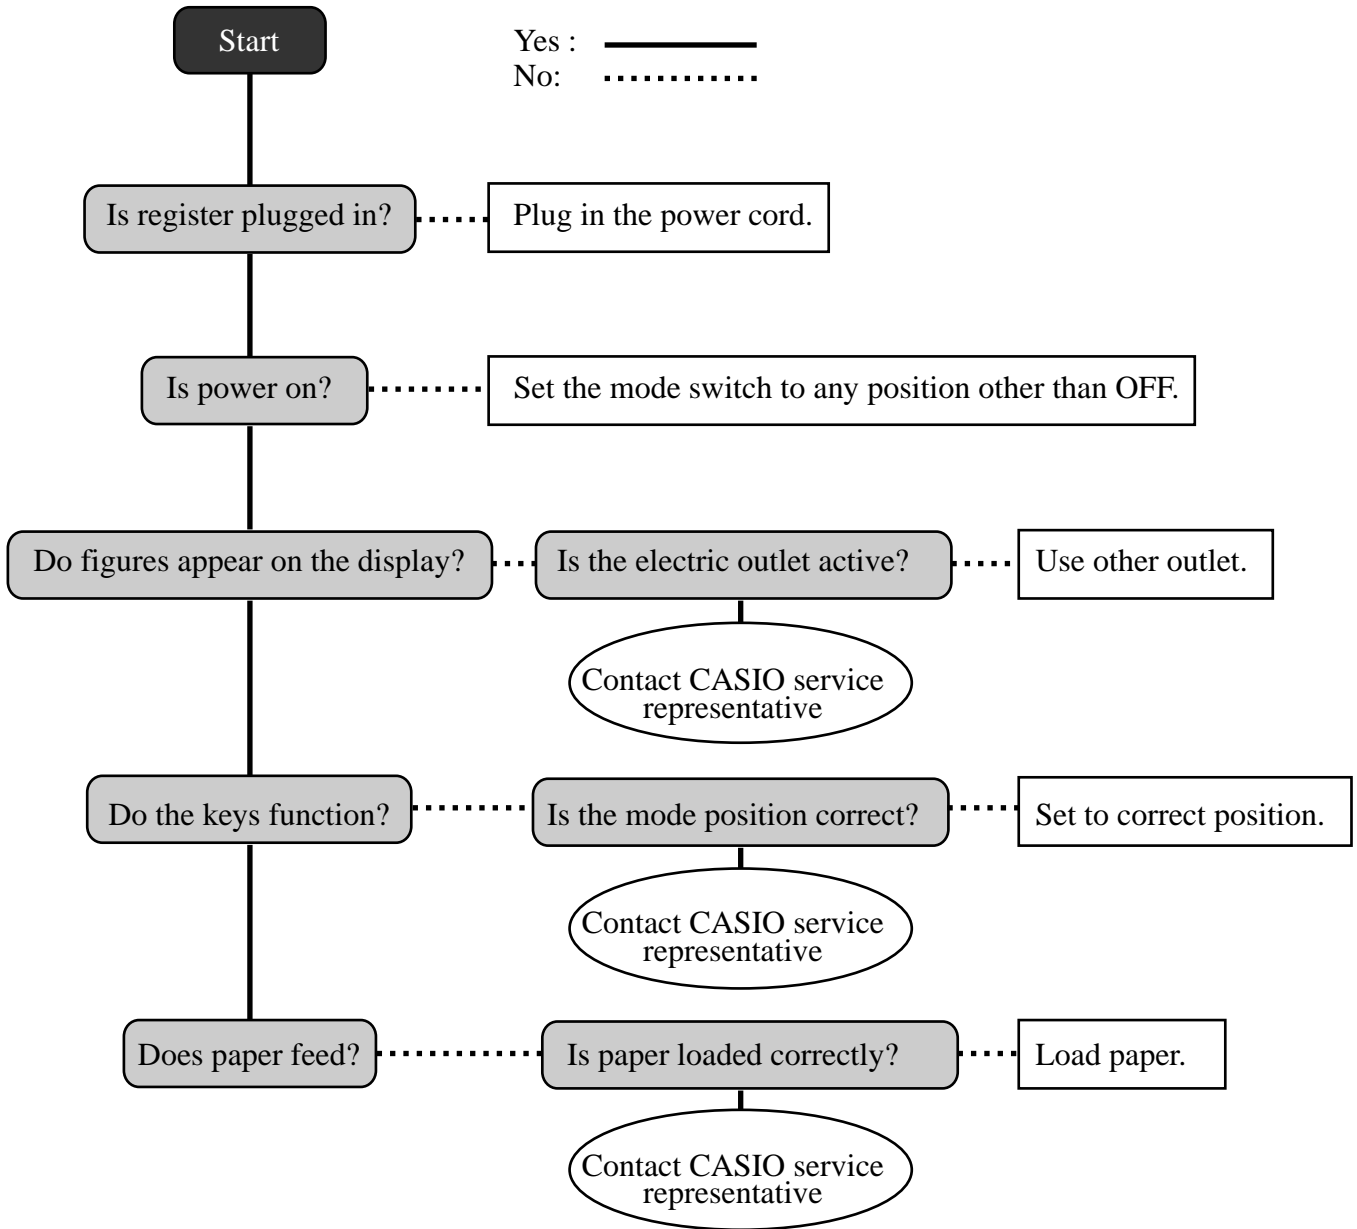 Start
Yes :
No:
Is register plugged in?
Plug in the power cord.
Is power on?
Set the mode switch to any position other than OFF.
Do figures appear on the display?
Is the electric outlet active?
Use other outlet.
Contact CASIO service
representative
Do the keys function?
Is the mode position correct?
Set to correct position.
Contact CASIO service
representative
Does paper feed?
Is paper loaded correctly?
Load paper.
Contact CASIO service
representative